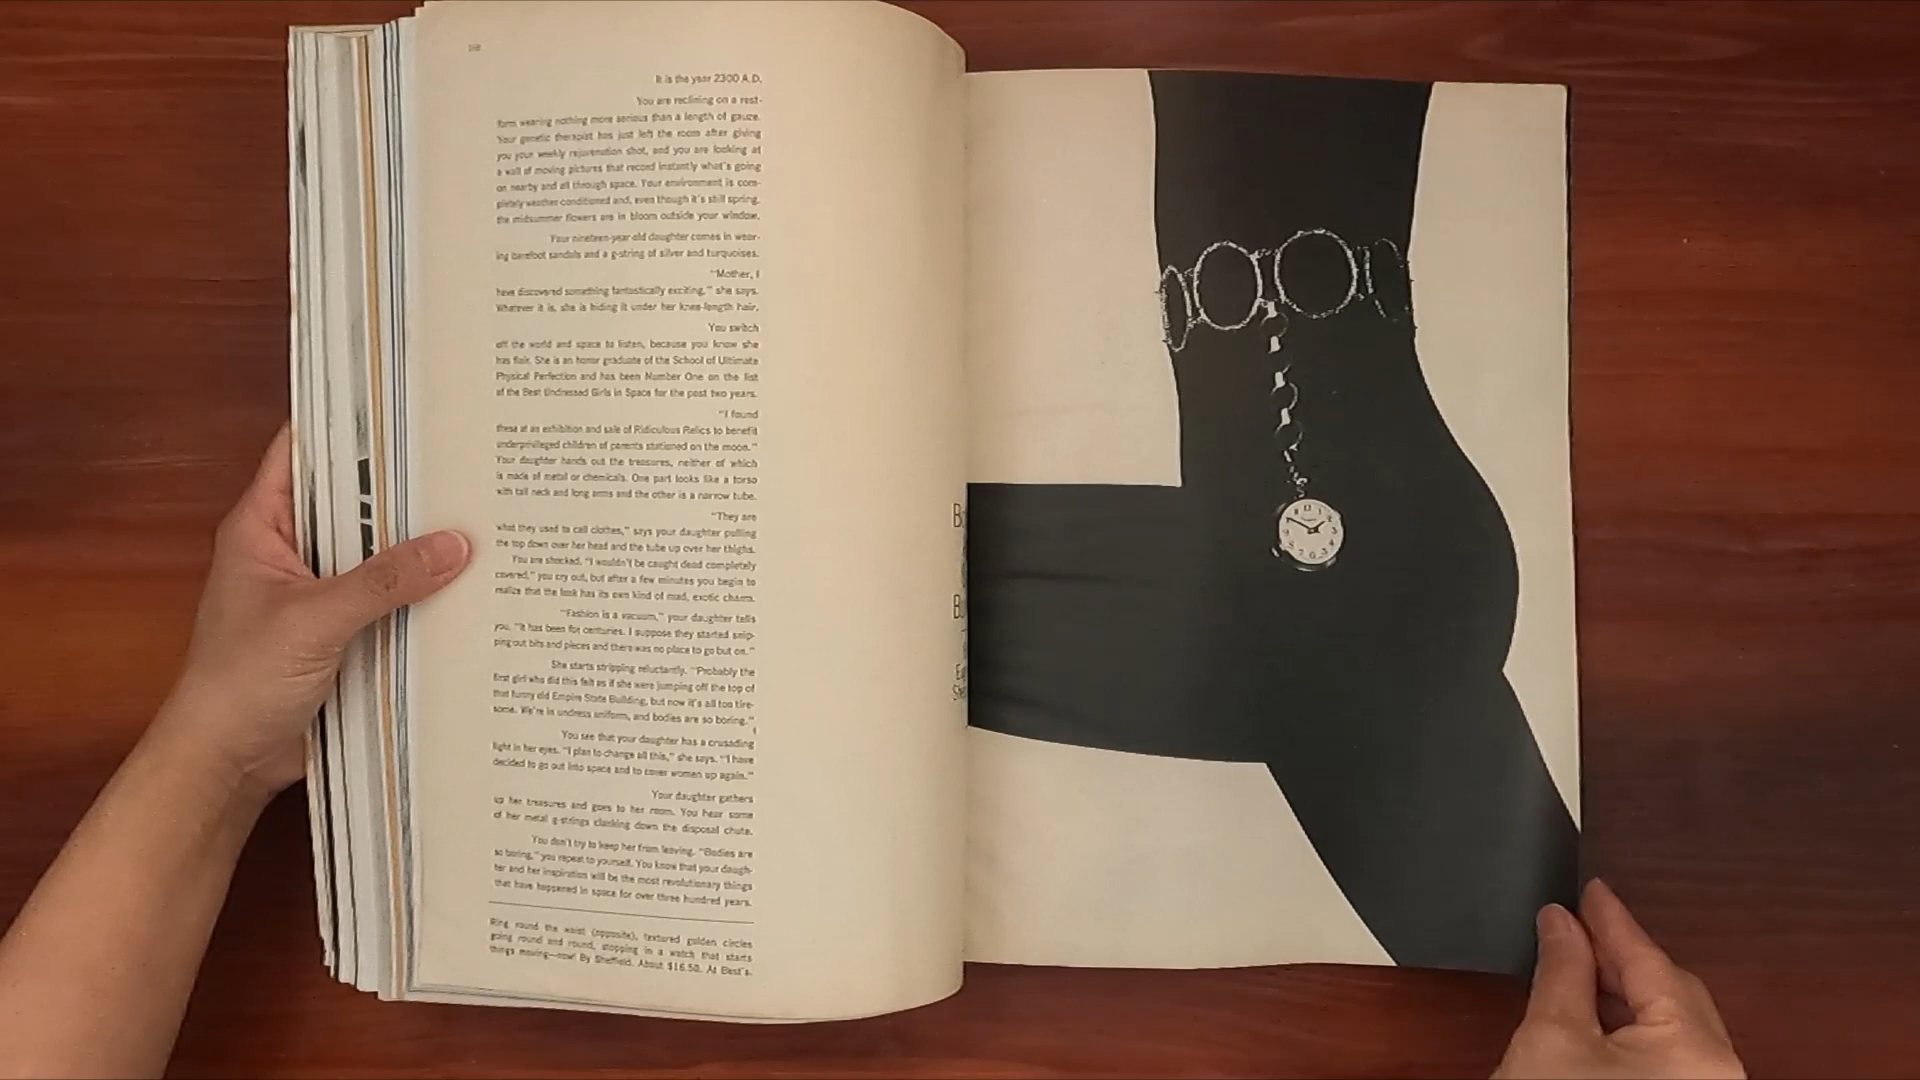 168
It is the year 2300 A.D.
You are reclining on a rest-
form wearing nothing more serious than a length of gauze.
Your genetic therapist has just left the room after giving
you your weekly rejuvenation shot, and you are looking at
a wall of moving pictures that record instantly what's going
on nearby and all through space. Your environment is com-
pletely weather-conditioned and, even though it's still spring,
the midsummer flowers are in bloom outside your window.
Your nineteen-year-old daughter comes in wear-
ing barefoot sandals and a g-string of silver and turquoises.
"Mother, I
have discovered something fantastically exciting," she says.
Whatever it is, she is hiding it under her knee-length hair.
You switch
off the world and space to listen, because you know she
has flair. She is an honor graduate of the School of Ultimate
Physical Perfection and has been Number One on the list
of the Best Undressed Girls in Space for the past two years.
"I found
these at an exhibition and sale of Ridiculous Relics to benefit
underprivileged children of parents stationed on the moon."
Your daughter hands out the treasures, neither of which
is made of metal or chemicals. One part looks like a torso
with tall neck and long arms and the other is a narrow tube.
"They are
what they used to call clothes," says your daughter pulling
the top down over her head and the tube up over her thighs.
You are shocked. "I wouldn't be caught dead completely
covered," you cry out, but after a few minutes you begin to
realize that the look has its own kind of mad, exotic charm.
"Fashion is a vacuum," your daughter tells
you. "It has been for centuries. I suppose they started snip-
ping out bits and pieces and there was no place to go but on."
She starts stripping reluctantly. "Probably the
first girl who did this felt as if she were jumping off the top of
that funny old Empire State Building, but now it's all too tire-
some. We're in undress uniform, and bodies are so boring."
You see that your daughter has a crusading
light in her eyes. "I plan to change all this," she says. "I have
decided to go out into space and to cover women up again."
Your daughter gathers
up her treasures and goes to her room. You hear some
of her metal g-strings clanking down the disposal chute.
You don't try to keep her from leaving. "Bodies are
so boring," you repeat to yourself. You know that your daugh-
ter and her inspiration will be the most revolutionary things
that have happened in space for over three hundred years.
Ring round the waist (opposite), textured golden circles
going round and round, stopping in a watch that starts
things moving—now! By Sheffield. About $16.50. At Best's.